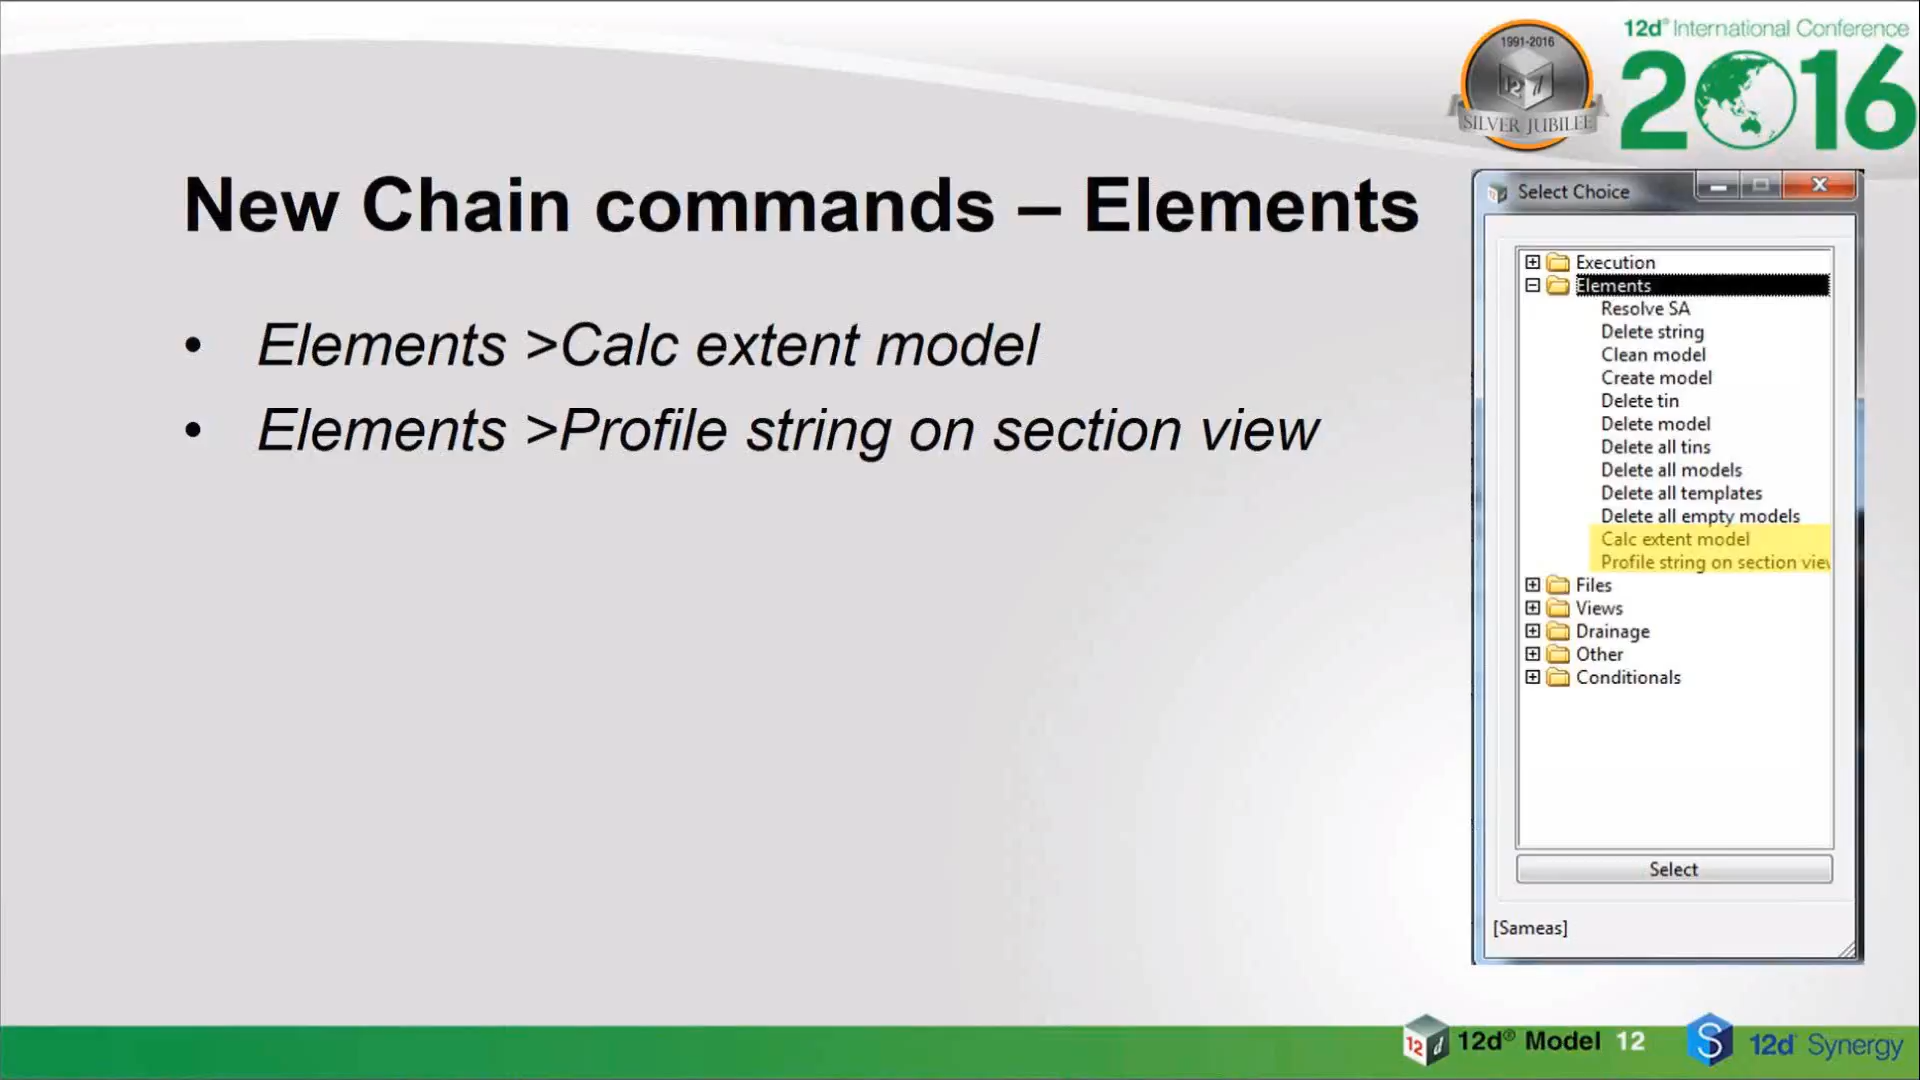 1991-2016
12d
SILVER JUBILEE
12d® International Conference
2016
New Chain commands – Elements
• Elements >Calc extent model
• Elements >Profile string on section view
Select Choice
Execution
Elements
Resolve SA
Delete string
Clean model
Create model
Delete tin
Delete model
Delete all tins
Delete all models
Delete all templates
Delete all empty models
Calc extent model
Profile string on section view
Files
Views
Drainage
Other
Conditionals
Select
[Sameas]
12d
12d® Model 12
S
12d® Synergy